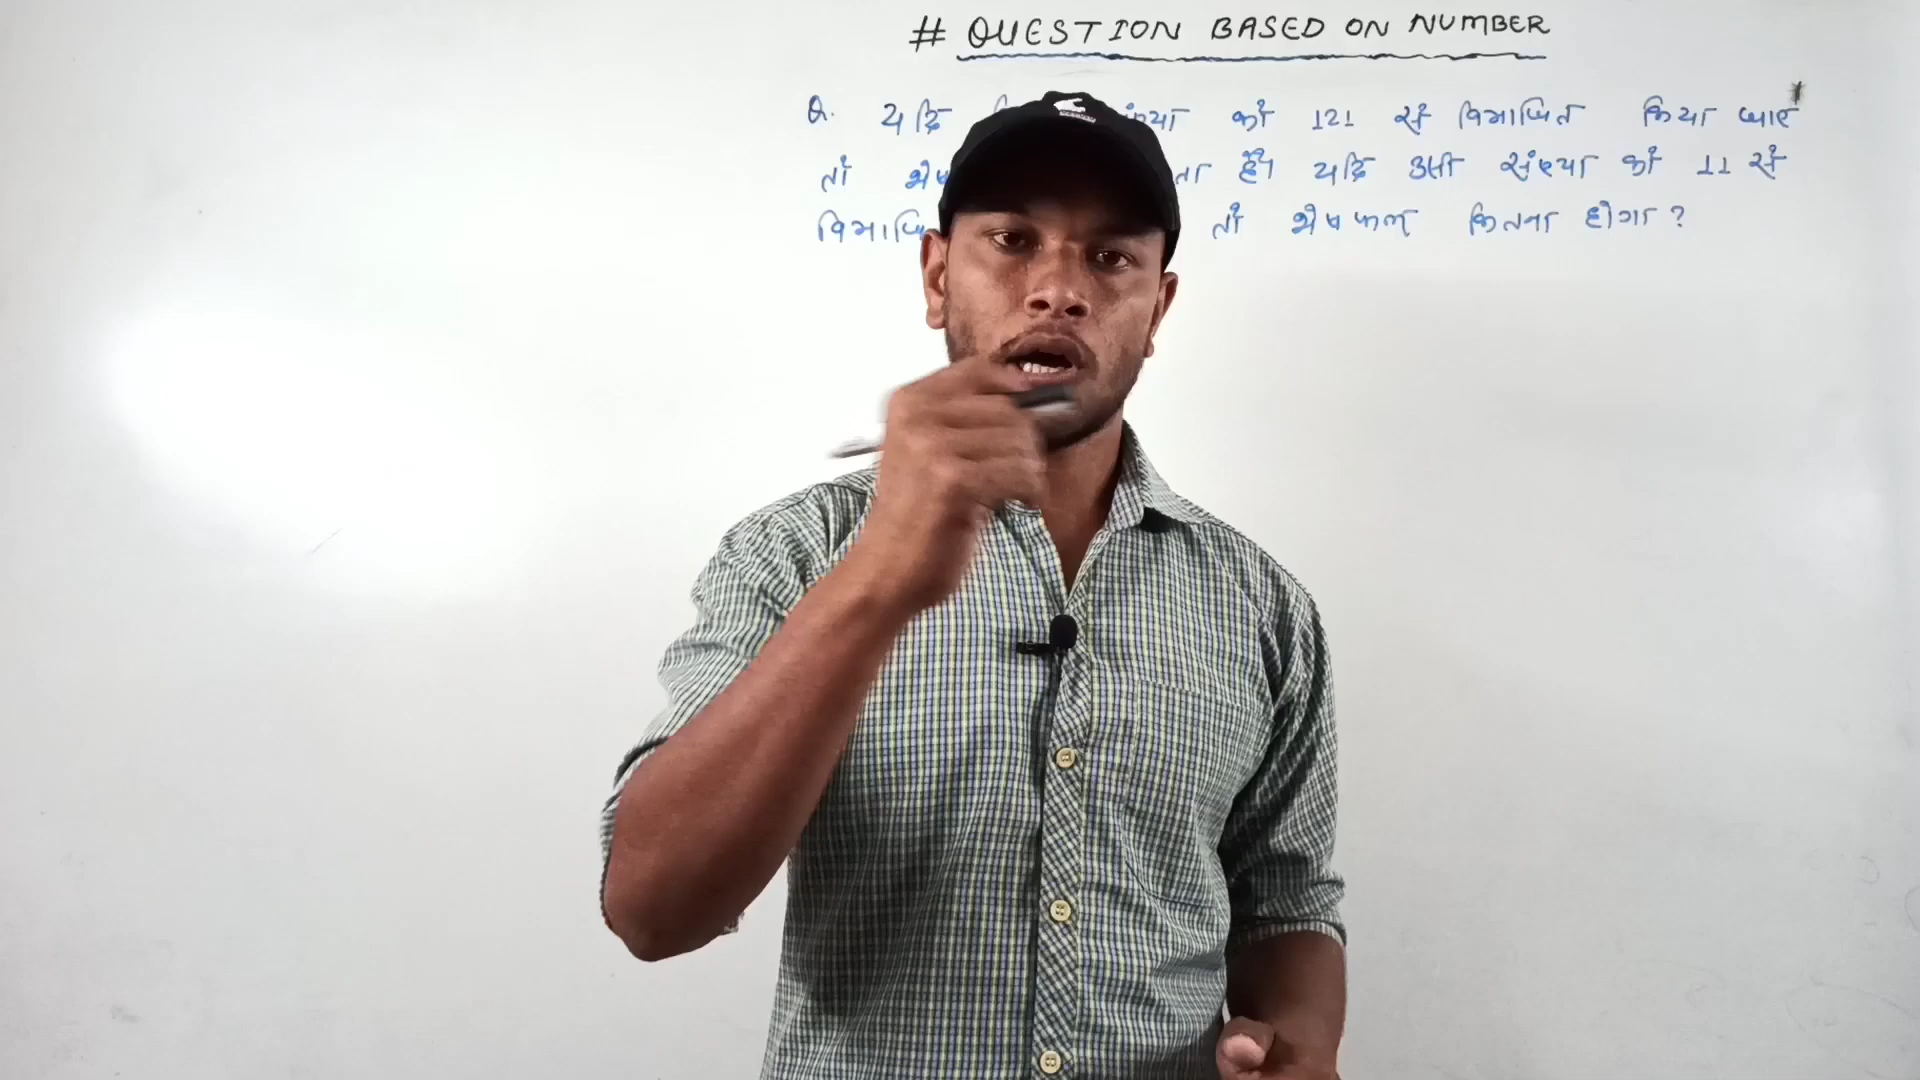 # QUESTION BASED ON NUMBER
Q. यदि को 121 से विभाजित किया जाए
तो है। यदि उसी संख्या को 11 से
तो शेषफल कितना होगा ?